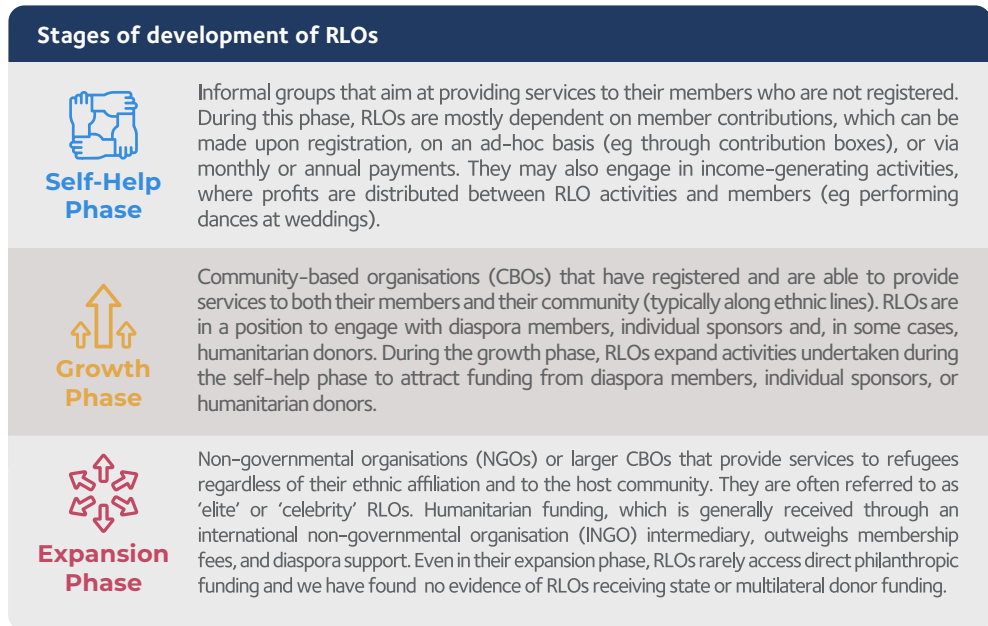 Stages of development of RLOs
Self-Help
Phase
Informal groups that aim at providing services to their members who are not registered.
During this phase, RLOs are mostly dependent on member contributions, which can be
made upon registration, on an ad-hoc basis (eg through contribution boxes), or via
monthly or annual payments. They may also engage in income-generating activities,
where profits are distributed between RLO activities and members (eg performing
dances at weddings).
Growth
Phase
Community-based organisations (CBOs) that have registered and are able to provide
services to both their members and their community (typically along ethnic lines). RLOs are
in a position to engage with diaspora members, individual sponsors and, in some cases,
humanitarian donors. During the growth phase, RLOs expand activities undertaken during
the self-help phase to attract funding from diaspora members, individual sponsors, or
humanitarian donors.
Expansion
Phase
Non-governmental organisations (NGOs) or larger CBOs that provide services to refugees
regardless of their ethnic affiliation and to the host community. They are often referred to as
‘elite’ or ‘celebrity’ RLOs. Humanitarian funding, which is generally received through an
international non-governmental organisation (INGO) intermediary, outweighs membership
fees, and diaspora support. Even in their expansion phase, RLOs rarely access direct philanthropic
funding and we have found no evidence of RLOs receiving state or multilateral donor funding.